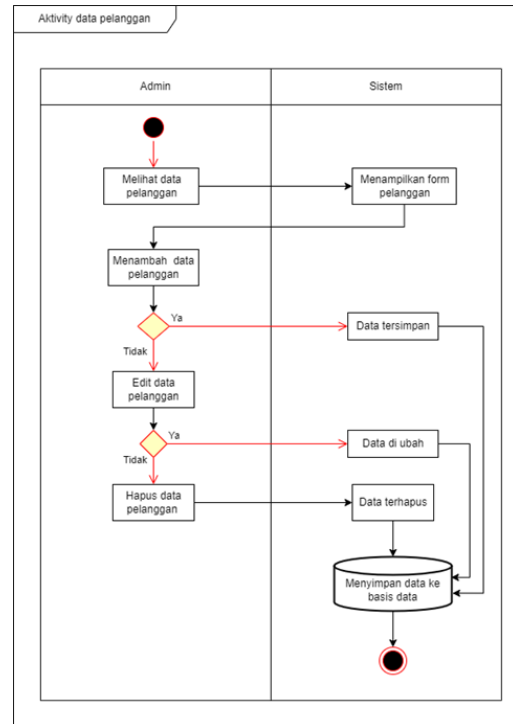 Aktivity data pelanggan
Admin
Sistem
Melihat data
pelanggan
Menampilkan form
pelanggan
Menambah data
pelanggan
Ya
Data tersimpan
Tidak
Edit data
pelanggan
Ya
Data di ubah
Tidak
Hapus data
pelanggan
Data terhapus
Menyimpan data ke
basis data